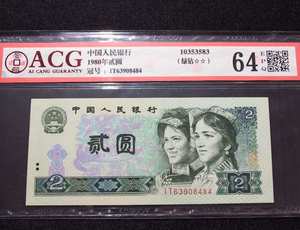 ACG
AI CANG GUARANTY
中国人民银行
1980年贰圆
冠号：IT63908484
10353583
(绿钻☆☆)
64
EPQ
中国人民银行
2
贰圆
2
2
IT63908484